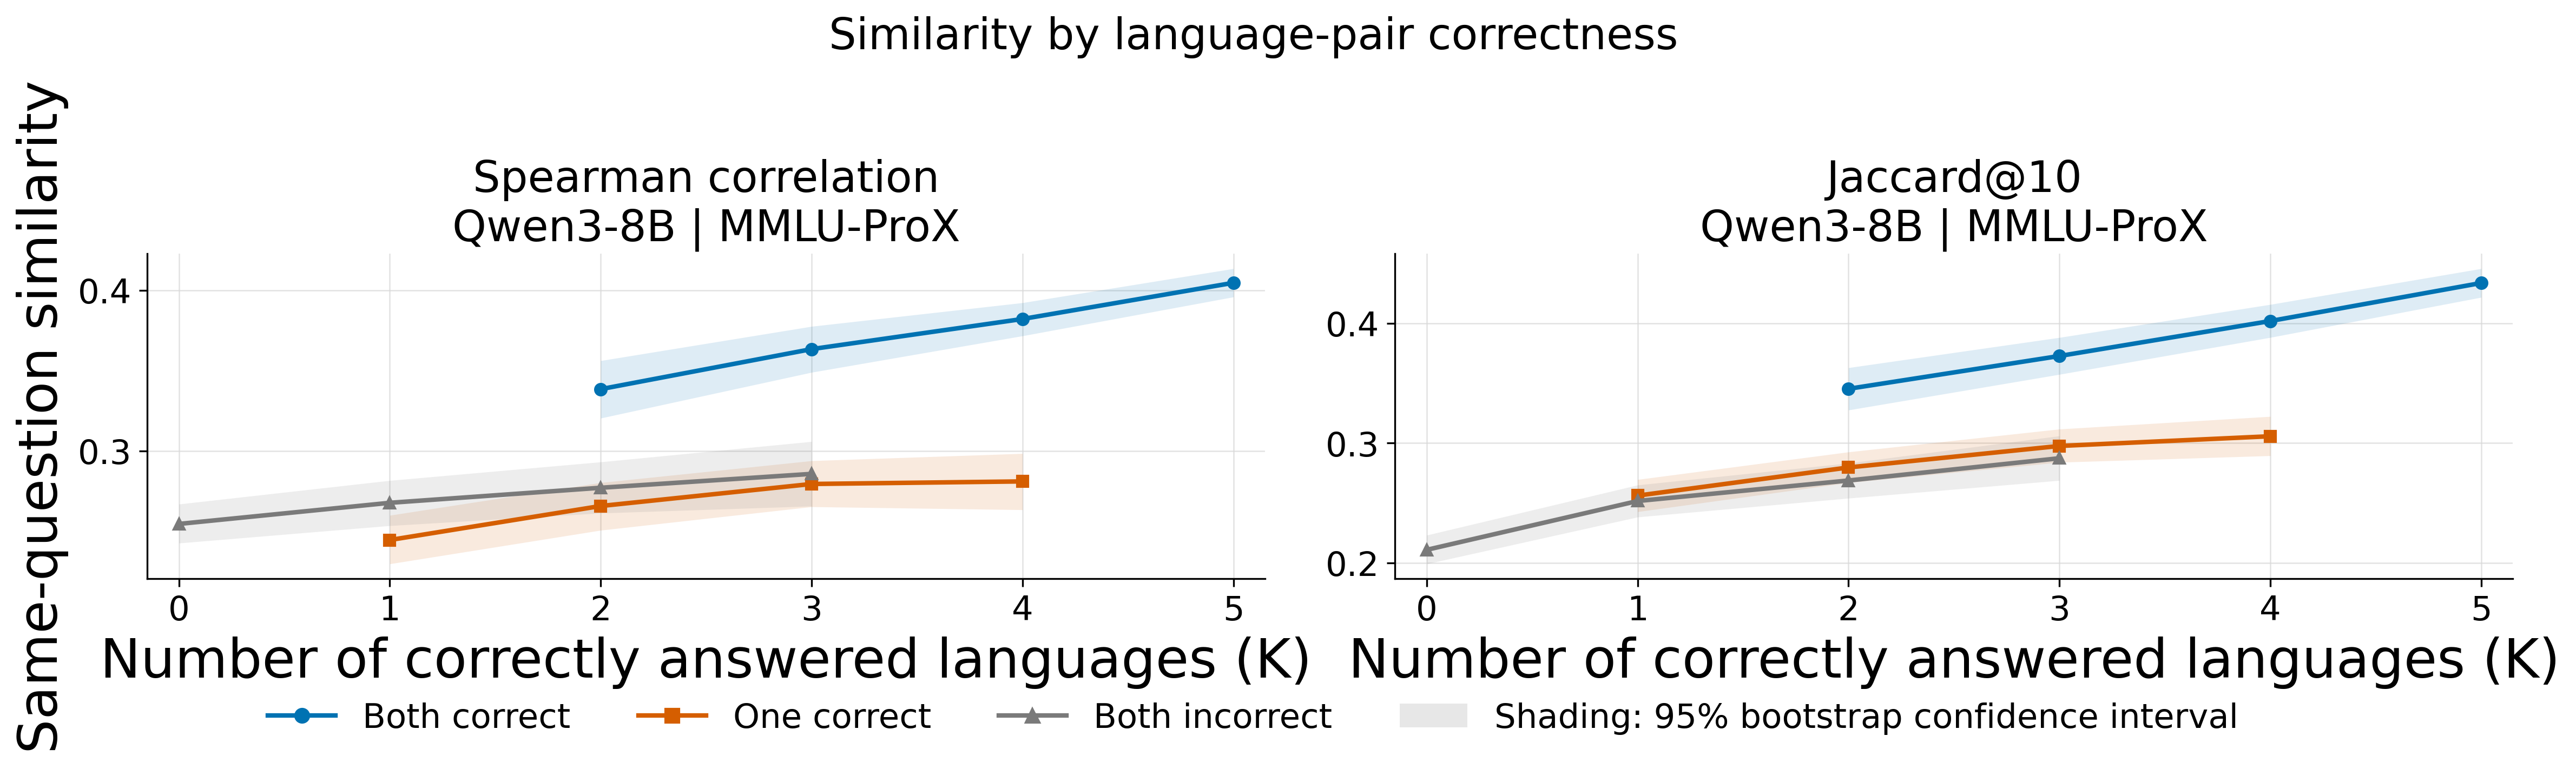 Similarity by language-pair correctness
Same-question similarity
Spearman correlation
Qwen3-8B | MMLU-ProX
0.4
0.3
0 1 2 3 4 5
Number of correctly answered languages (K)
Jaccard@10
Qwen3-8B | MMLU-ProX
0.4
0.3
0.2
0 1 2 3 4 5
Number of correctly answered languages (K)
Both correct
One correct
Both incorrect
Shading: 95% bootstrap confidence interval